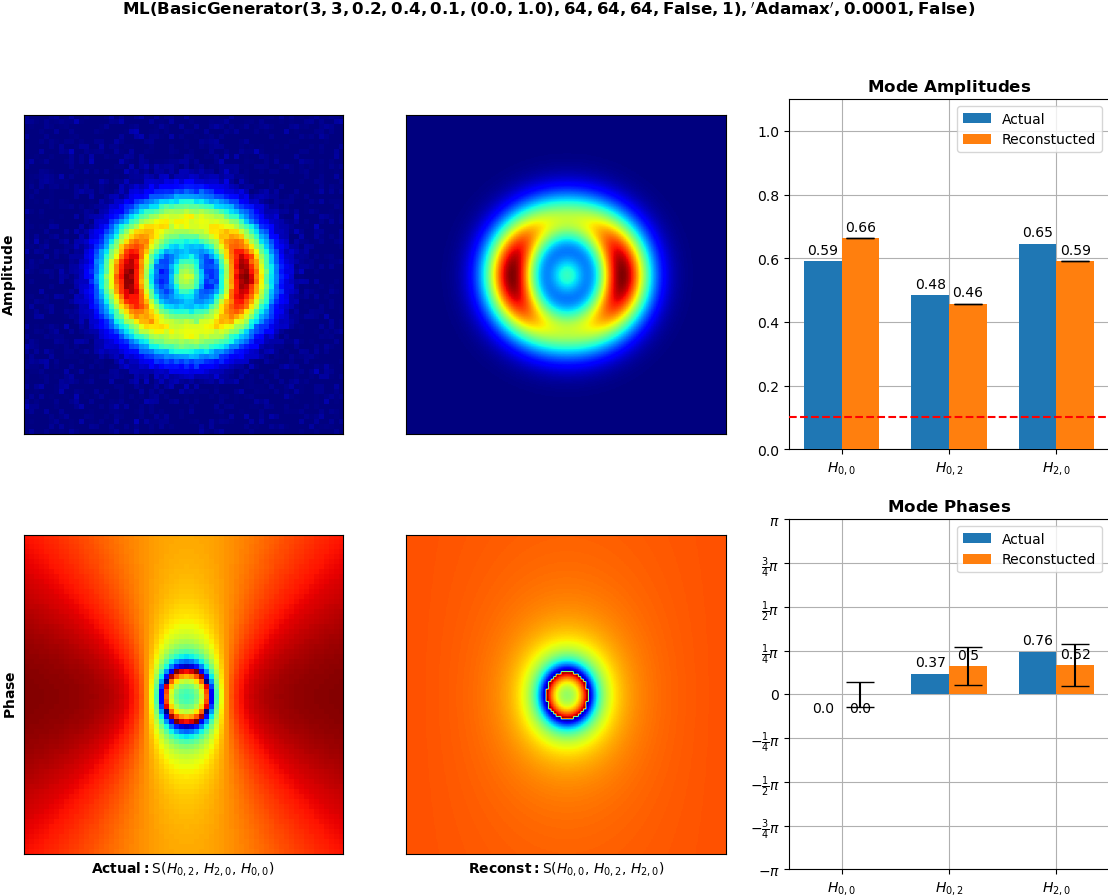 ML(BasicGenerator(3, 3, 0.2, 0.4, 0.1, (0.0, 1.0), 64, 64, 64, False, 1), ′Adamax′, 0.0001, False)
Amplitude
Mode Amplitudes
Actual
Reconstucted
1.0
0.8
0.6
0.4
0.2
0.0
0.59
0.66
0.48
0.46
0.65
0.59
H0,0
H0,2
H2,0
Phase
Actual: S(H0,2, H2,0, H0,0)
Reconst: S(H0,0, H0,2, H2,0)
Mode Phases
Actual
Reconstucted
π
3/4π
1/2π
1/4π
0
−1/4π
−1/2π
−3/4π
−π
0.0
0.0
0.37
0.5
0.76
0.52
H0,0
H0,2
H2,0